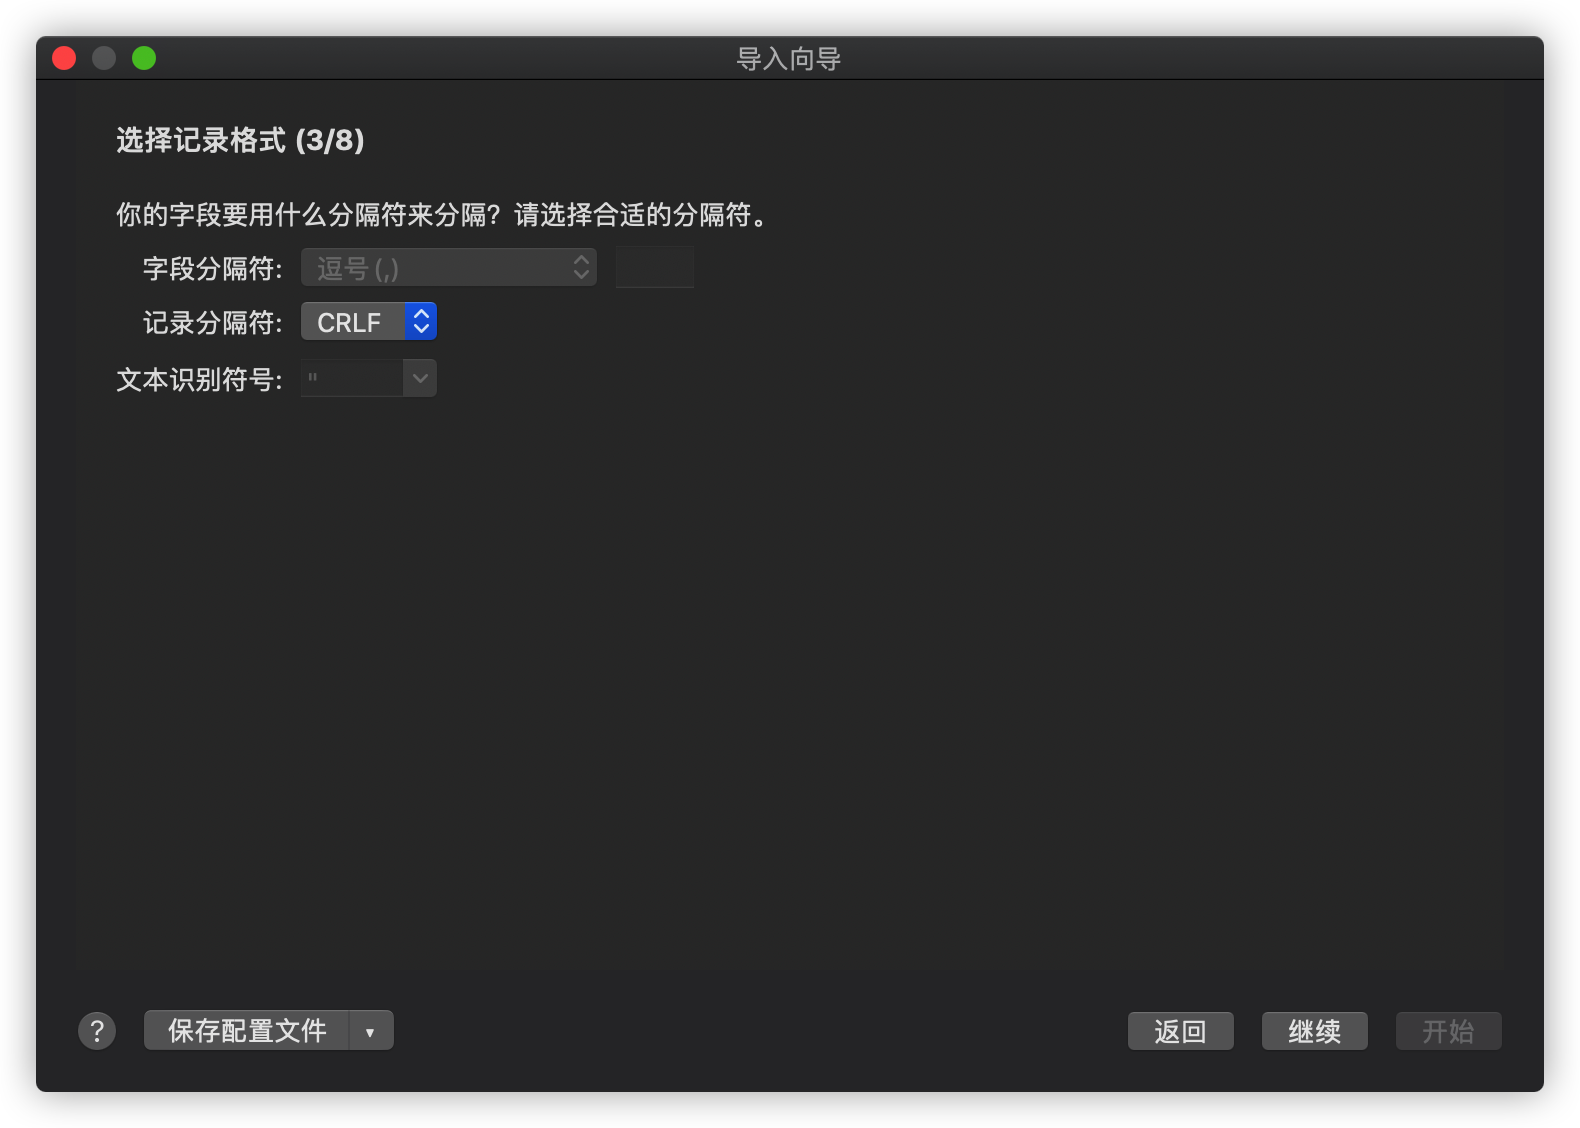 导入向导
选择记录格式 (3/8)
你的字段要用什么分隔符来分隔？请选择合适的分隔符。
字段分隔符: 逗号 (,)
记录分隔符: CRLF
文本识别符号: "
? 保存配置文件 ▼ 返回 继续 开始